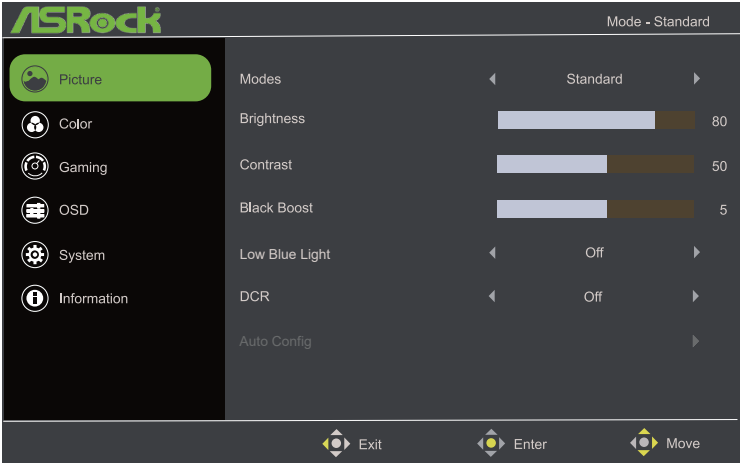 ASRock
Mode - Standard
Picture
Color
Gaming
OSD
System
Information
Modes Standard
Brightness 80
Contrast 50
Black Boost 5
Low Blue Light Off
DCR Off
Auto Config
Exit Enter Move